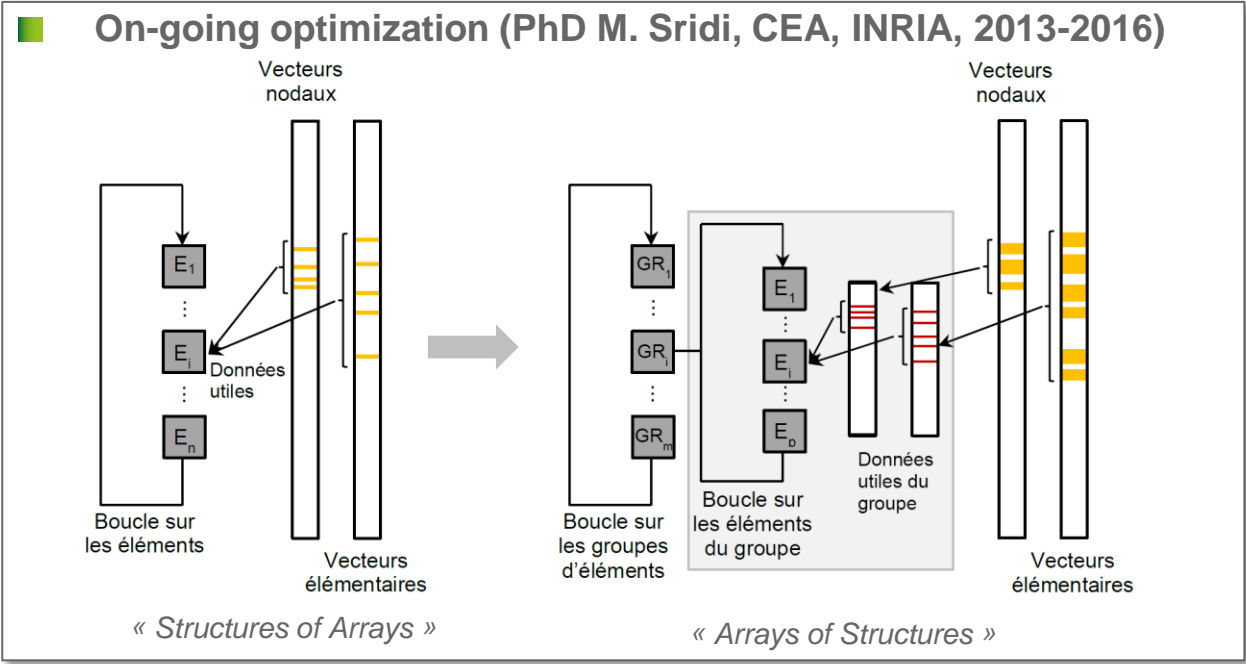 On-going optimization (PhD M. Sridi, CEA, INRIA, 2013-2016)
Vecteurs
nodaux
E1
⋮
Ei
⋮
En
Données
utiles
Boucle sur
les éléments
Vecteurs
élémentaires
« Structures of Arrays »
Vecteurs
nodaux
GR1
⋮
GRi
⋮
GRm
E1
⋮
Ei
⋮
Ep
Données
utiles du
groupe
Boucle sur
les groupes
d'éléments
Boucle sur
les éléments
du groupe
Vecteurs
élémentaires
« Arrays of Structures »